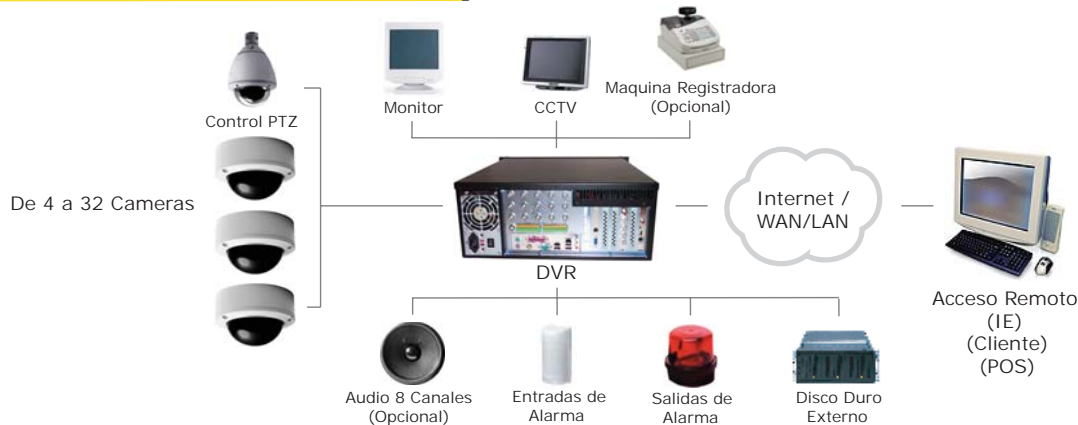 Control PTZ
Monitor
CCTV
Maquina Registradora
(Opcional)
De 4 a 32 Cameras
DVR
Internet /
WAN/LAN
Acceso Remoto
(IE)
(Cliente)
(POS)
Audio 8 Canales
(Opcional)
Entradas de
Alarma
Salidas de
Alarma
Disco Duro
Externo